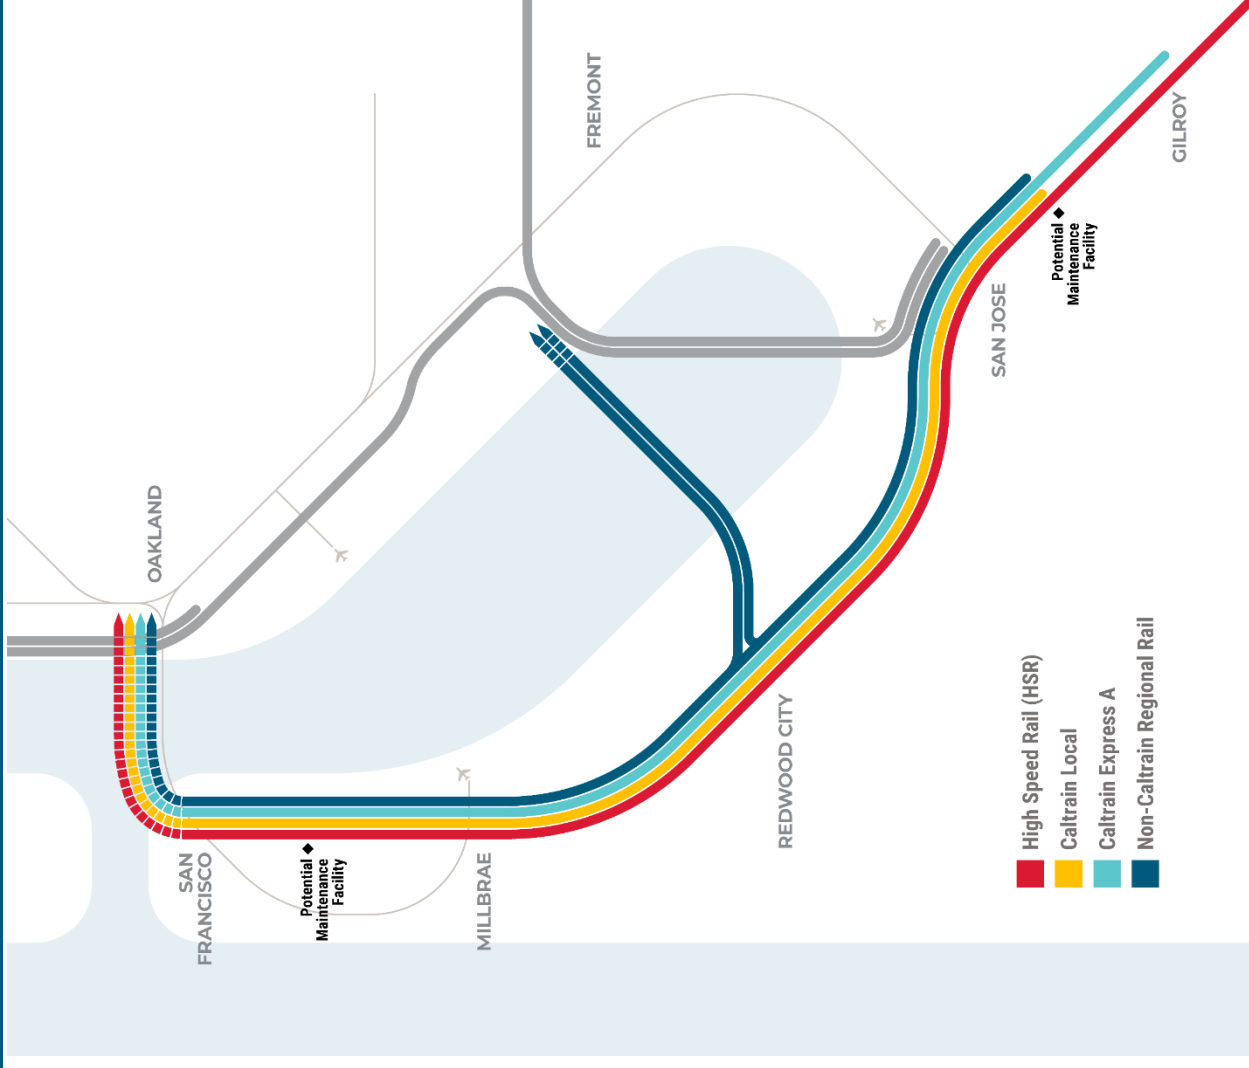 FREMONT
GILROY
Potential
Maintenance
Facility
SAN JOSE
OAKLAND
REDWOOD CITY
SAN
FRANCISCO
Potential
Maintenance
Facility
MILLBRAE
High Speed Rail (HSR)
Caltrain Local
Caltrain Express A
Non-Caltrain Regional Rail